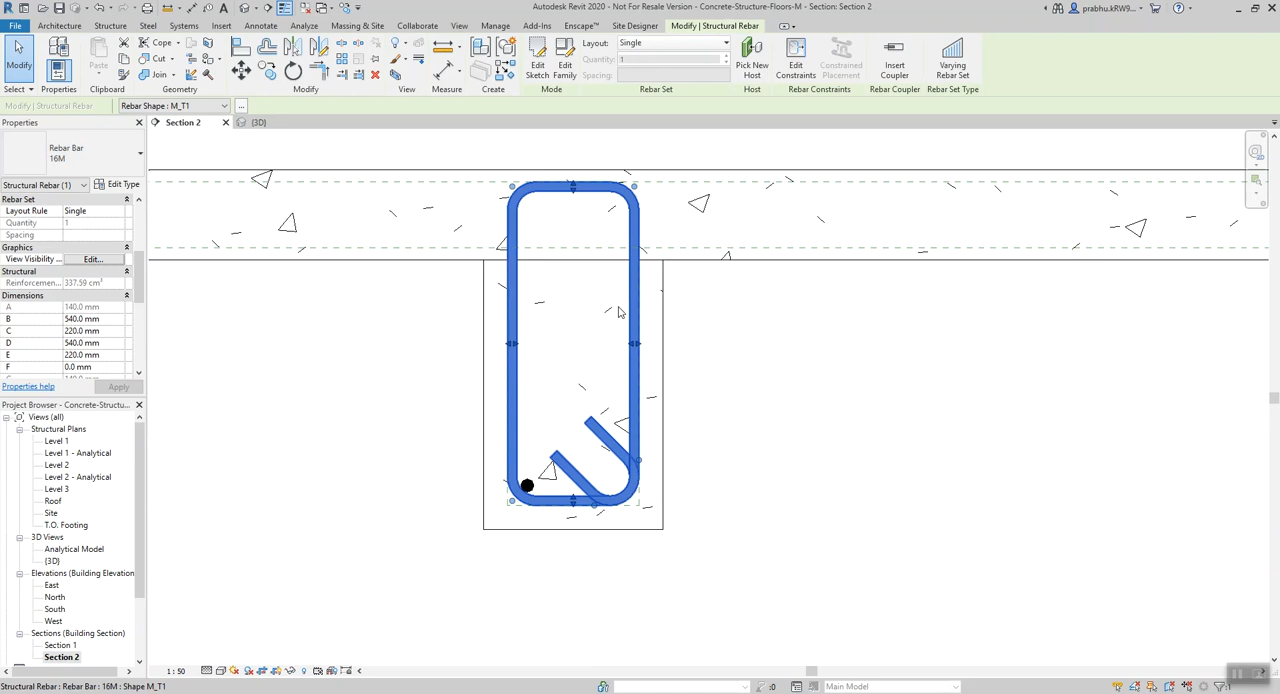 Autodesk Revit 2020 - Not For Resale Version - Concrete-Structure-Floors-M - Section: Section 2
prabhu.kRW9...
File Architecture Structure Steel Systems Insert Annotate Analyze Massing & Site Collaborate View Manage Add-Ins Enscape™ Site Designer Modify | Structural Rebar
Modify
Paste
Cope
Cut
Join
Edit Sketch
Edit Family
Layout: Single
Quantity: 1
Spacing:
Pick New Host
Edit Constraints
Constrained Placement
Insert Coupler
Varying Rebar Set
Select Properties Clipboard Geometry Modify View Measure Create Mode Rebar Set Host Rebar Constraints Rebar Coupler Rebar Set Type
Modify | Structural Rebar Rebar Shape : M_T1 ...
Properties
Section 2
{3D}
Rebar Bar
16M
Structural Rebar (1) Edit Type
Rebar Set
Layout Rule Single
Quantity 1
Spacing
Graphics
View Visibility ... Edit...
Structural
Reinforcemen... 337.59 cm³
Dimensions
A 140.0 mm
B 540.0 mm
C 220.0 mm
D 540.0 mm
E 220.0 mm
F 0.0 mm
Properties help Apply
Project Browser - Concrete-Structu...
Views (all)
Structural Plans
Level 1
Level 1 - Analytical
Level 2
Level 2 - Analytical
Level 3
Roof
Site
T.O. Footing
3D Views
Analytical Model
{3D}
Elevations (Building Elevation
East
North
South
West
Sections (Building Section)
Section 1
Section 2
1 : 50
Structural Rebar : Rebar Bar : 16M : Shape M_T1
:0
Main Model
:1